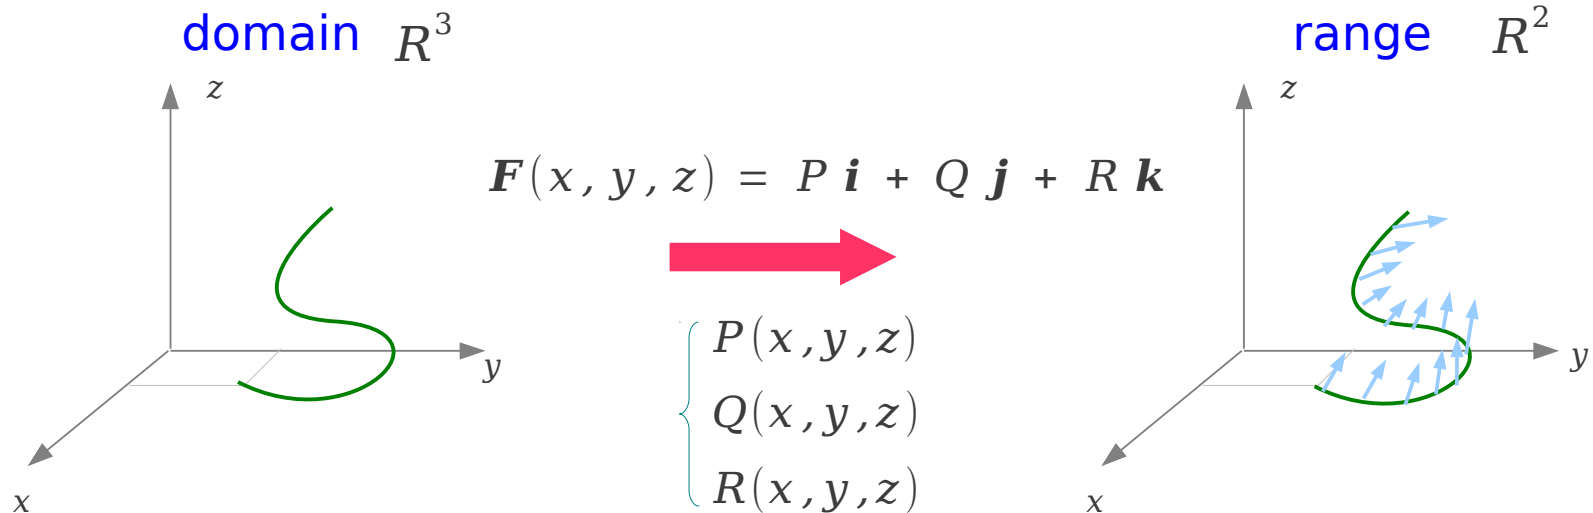 domain R³
range R²
z
z
F(x, y, z) = P i + Q j + R k
P(x, y, z)
Q(x, y, z)
R(x, y, z)
y
y
x
x